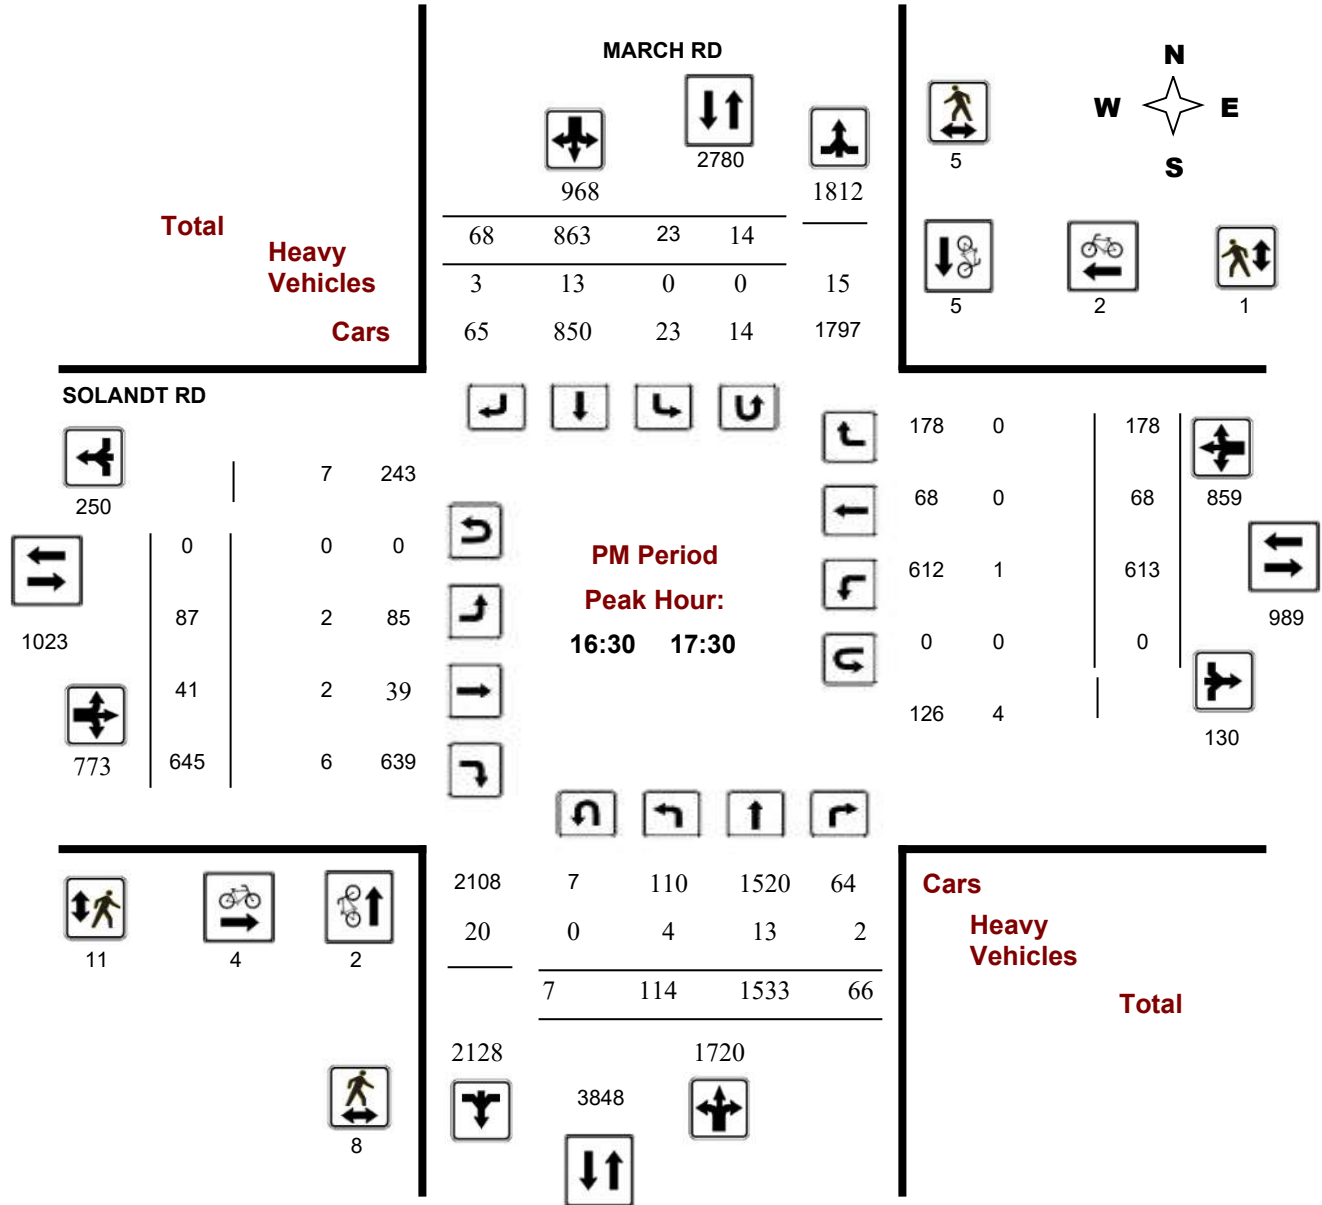 MARCH RD
N
W E
S
2780
5
968 1812
Total
68 863 23 14
Heavy
Vehicles
3 13 0 0 15
5 2 1
Cars
65 850 23 14 1797
SOLANDT RD
178 0 178
7 243
250
68 0 68 859
0 0 0
PM Period
612 1 613
Peak Hour:
87 2 85
989
1023
16:30 17:30
0 0 0
41 2 39
126 4
130
773 645 6 639
2108 7 110 1520 64
Cars
20 0 4 13 2
Heavy
Vehicles
11 4 2
7 114 1533 66
Total
2128 1720
3848
8